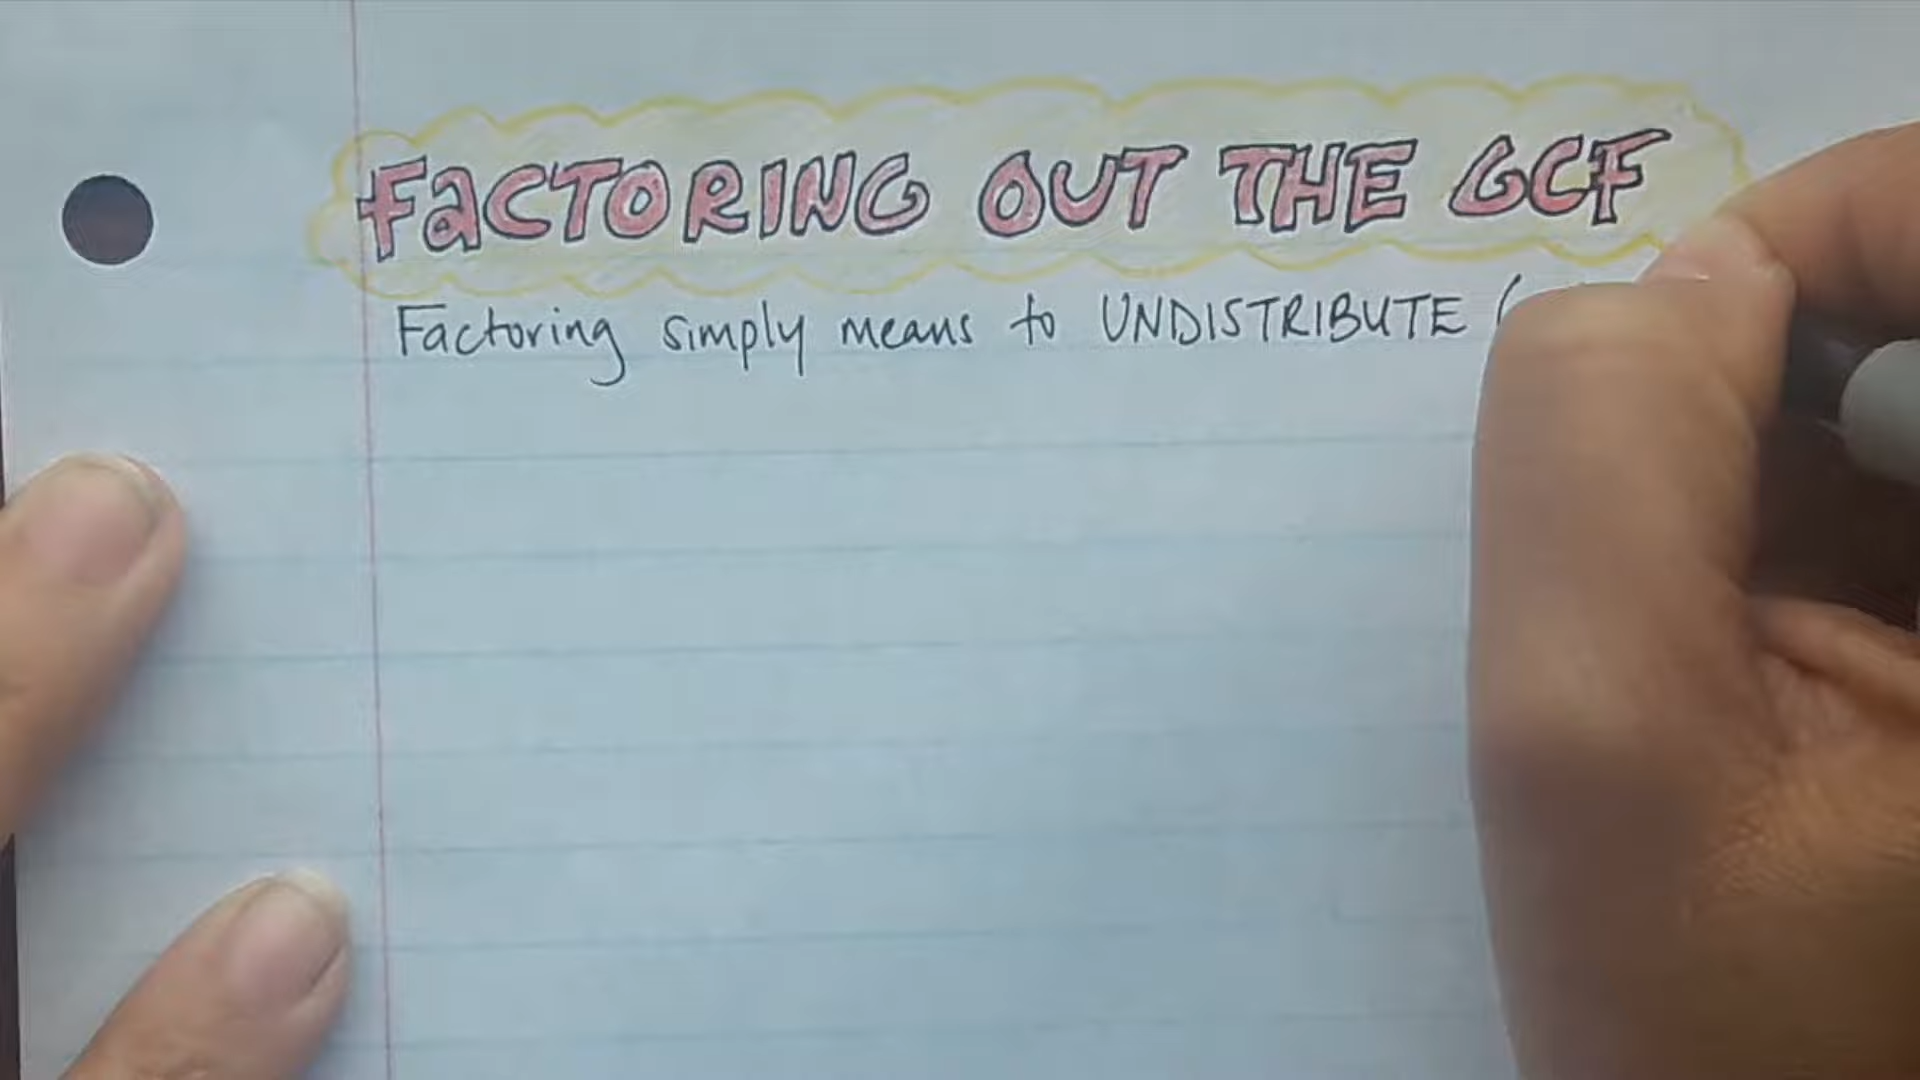 FaCTORING OUT THE GCF
Factoring simply means to UNDISTRIBUTE (